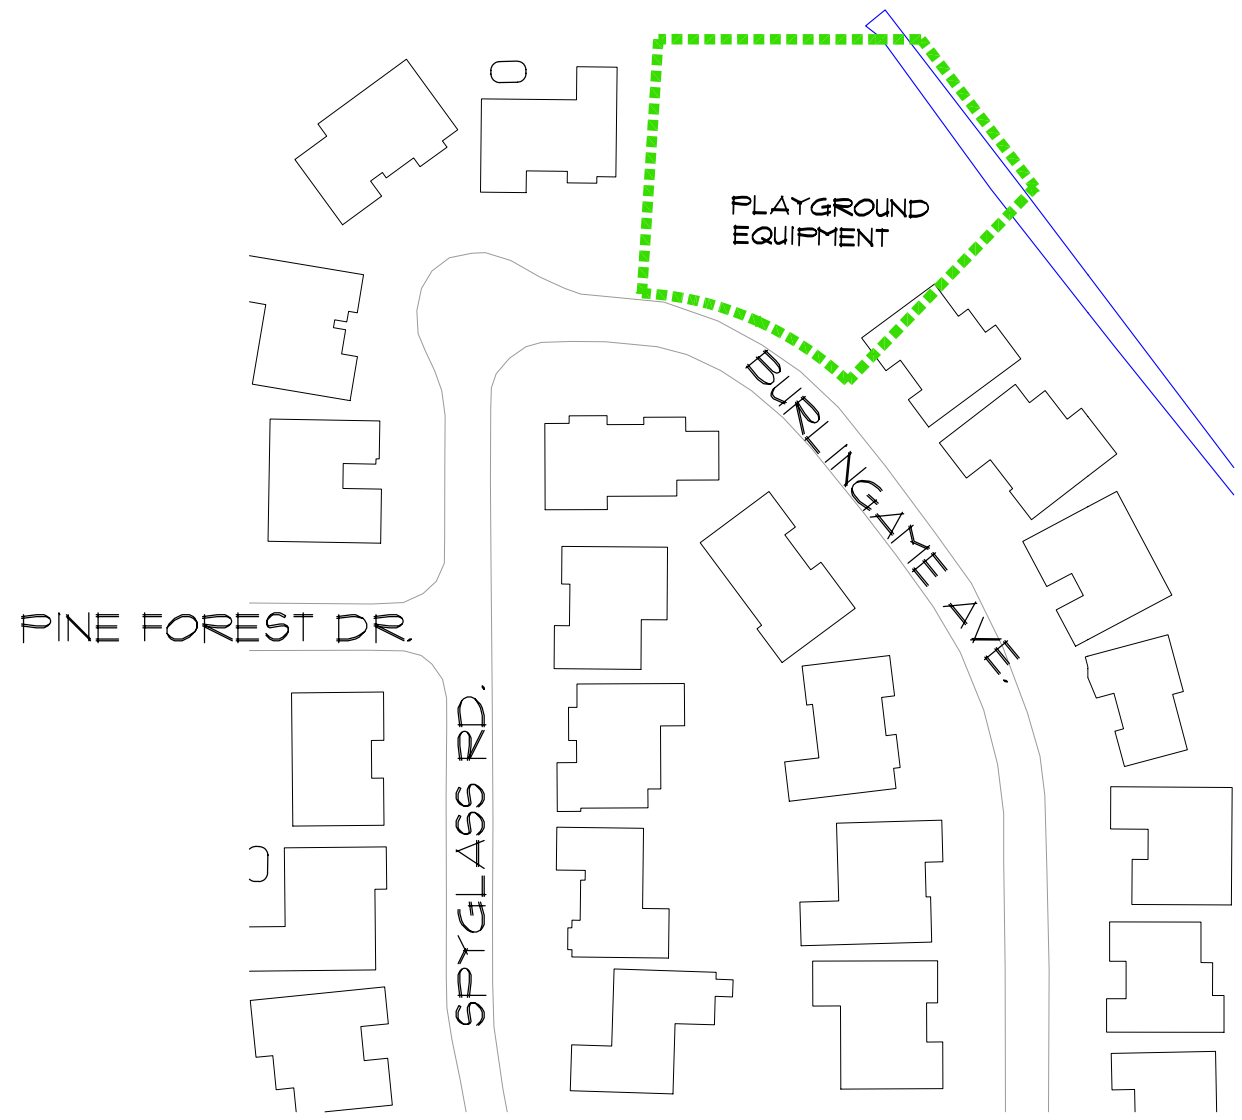 PLAYGROUND
EQUIPMENT
BURLINGAME AVE.
PINE FOREST DR.
SPYGLASS RD.